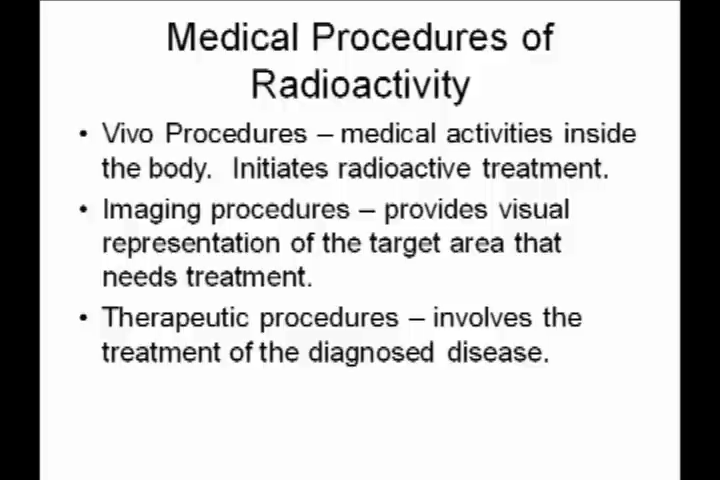 Medical Procedures of
Radioactivity
• Vivo Procedures – medical activities inside
the body. Initiates radioactive treatment.
• Imaging procedures – provides visual
representation of the target area that
needs treatment.
• Therapeutic procedures – involves the
treatment of the diagnosed disease.